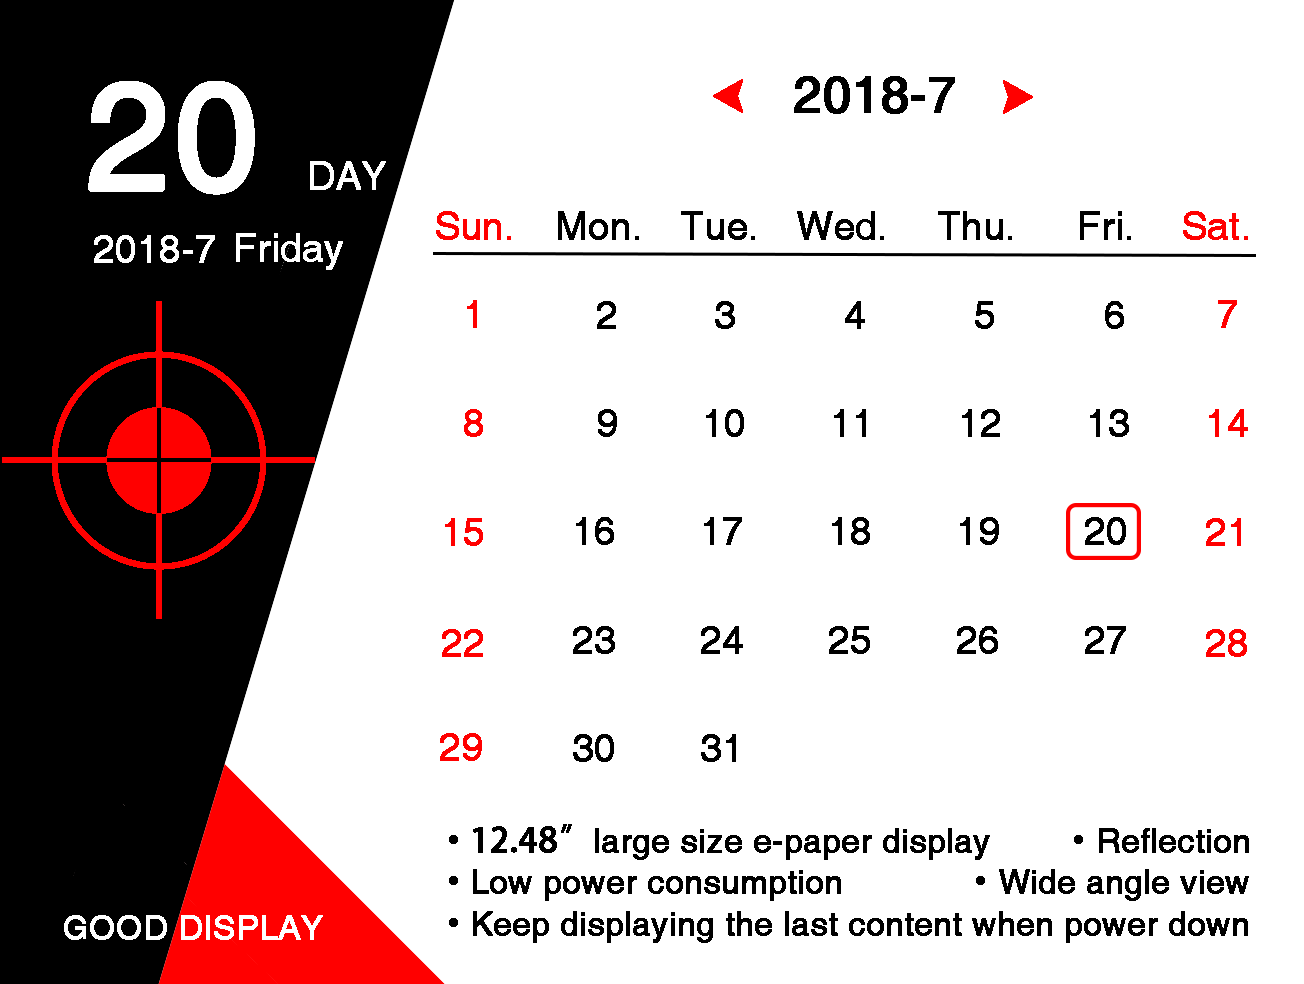 20 DAY
2018-7 Friday
2018-7
Sun. Mon. Tue. Wed. Thu. Fri. Sat.
1 2 3 4 5 6 7
8 9 10 11 12 13 14
15 16 17 18 19 20 21
22 23 24 25 26 27 28
29 30 31
• 12.48″ large size e-paper display • Reflection
• Low power consumption • Wide angle view
• Keep displaying the last content when power down
GOOD DISPLAY